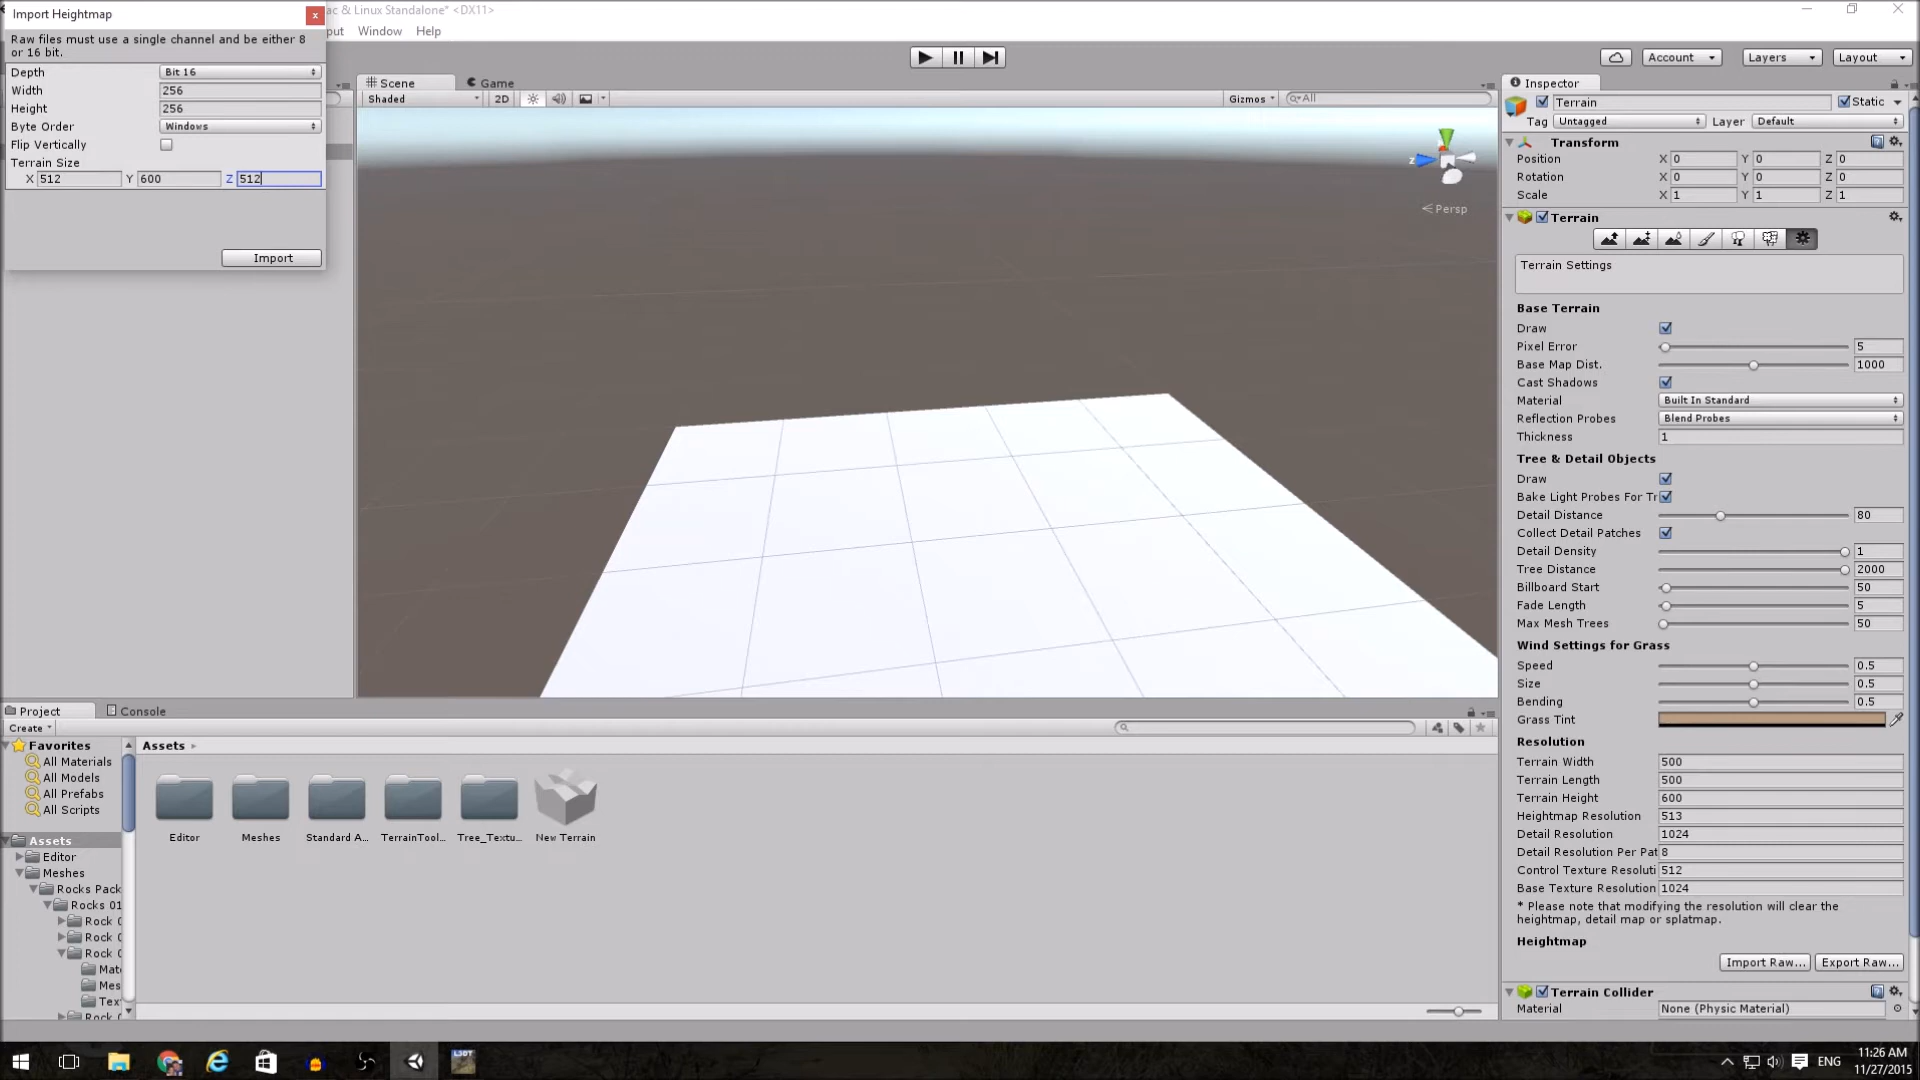 Import Heightmap
x
ac & Linux Standalone* <DX11>
Raw files must use a single channel and be either 8
or 16 bit.
Window Help
Depth Bit 16
Width 256
Height 256
Byte Order Windows
Flip Vertically
Terrain Size
X 512 Y 600 Z 512
Import
Account Layers Layout
Scene Game
Shaded 2D Gizmos All
z
Persp
Inspector
Terrain Static
Tag Untagged Layer Default
Transform
Position X 0 Y 0 Z 0
Rotation X 0 Y 0 Z 0
Scale X 1 Y 1 Z 1
Terrain
Terrain Settings
Base Terrain
Draw
Pixel Error 5
Base Map Dist. 1000
Cast Shadows
Material Built In Standard
Reflection Probes Blend Probes
Thickness 1
Tree & Detail Objects
Draw
Bake Light Probes For Tr
Detail Distance 80
Collect Detail Patches
Detail Density 1
Tree Distance 2000
Billboard Start 50
Fade Length 5
Max Mesh Trees 50
Wind Settings for Grass
Speed 0.5
Size 0.5
Bending 0.5
Grass Tint
Resolution
Terrain Width 500
Terrain Length 500
Terrain Height 600
Heightmap Resolution 513
Detail Resolution 1024
Detail Resolution Per Pat 8
Control Texture Resoluti 512
Base Texture Resolution 1024
* Please note that modifying the resolution will clear the
heightmap, detail map or splatmap.
Heightmap
Import Raw... Export Raw...
Terrain Collider
Material None (Physic Material)
Project Console
Create
Favorites
All Materials
All Models
All Prefabs
All Scripts
Assets
Editor
Meshes
Rocks Pack
Rocks 01
Rock 0
Rock 0
Rock 0
Mat
Mes
Tex
Rock 0
Assets
Editor Meshes Standard A... TerrainTool... Tree_Textu... New Terrain
L3DT
ENG
11:26 AM
11/27/2015